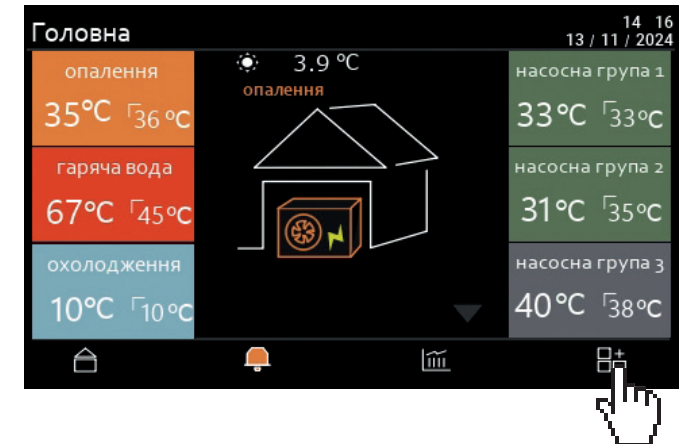 Головна
14 16
13 / 11 / 2024
опалення
35°C 36 °C
гаряча вода
67°C 45°C
охолодження
10°C 10 °C
3.9 °C
опалення
насосна група 1
33°C 33°C
насосна група 2
31°C 35°C
насосна група 3
40°C 38°C